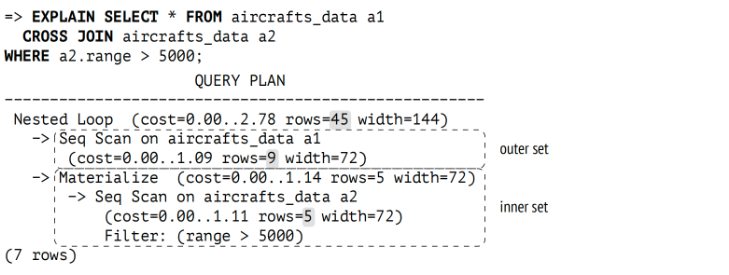 => EXPLAIN SELECT * FROM aircrafts_data a1
CROSS JOIN aircrafts_data a2
WHERE a2.range > 5000;
QUERY PLAN
-----------------------------------------------------
Nested Loop (cost=0.00..2.78 rows=45 width=144)
-> Seq Scan on aircrafts_data a1
(cost=0.00..1.09 rows=9 width=72)
outer set
-> Materialize (cost=0.00..1.14 rows=5 width=72)
-> Seq Scan on aircrafts_data a2
(cost=0.00..1.11 rows=5 width=72)
Filter: (range > 5000)
inner set
(7 rows)